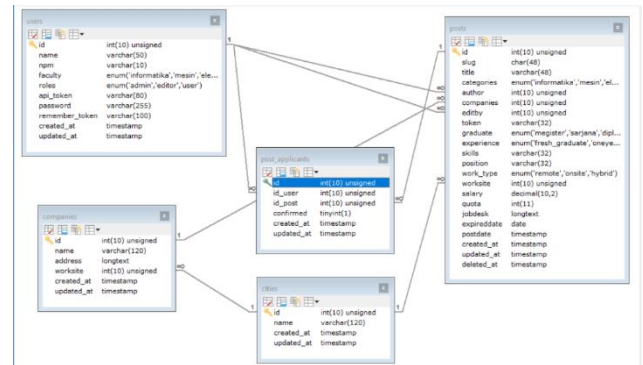 users
id int(10) unsigned
name varchar(50)
npm varchar(10)
faculty enum('informatika','mesin','ele...
roles enum('admin','editor','user')
api_token varchar(80)
password varchar(255)
remember_token varchar(100)
created_at timestamp
updated_at timestamp
posts
id int(10) unsigned
slug char(48)
title varchar(48)
categories enum('informatika','mesin','el...
author int(10) unsigned
companies int(10) unsigned
editby int(10) unsigned
token varchar(32)
graduate enum('magister','sarjana','dipl...
experience enum('fresh_graduate','oneye...
skills varchar(32)
position varchar(32)
work_type enum('remote','onsite','hybrid')
worksite int(10) unsigned
salary decimal(10,2)
quota int(11)
jobdesk longtext
expireddate date
postdate timestamp
created_at timestamp
updated_at timestamp
deleted_at timestamp
post_applicants
id int(10) unsigned
id_user int(10) unsigned
id_post int(10) unsigned
confirmed tinyint(1)
created_at timestamp
updated_at timestamp
companies
id int(10) unsigned
name varchar(120)
address longtext
worksite int(10) unsigned
created_at timestamp
updated_at timestamp
cities
id int(10) unsigned
name varchar(120)
created_at timestamp
updated_at timestamp
1
1
1
1
1
∞
∞
∞
∞
∞
∞